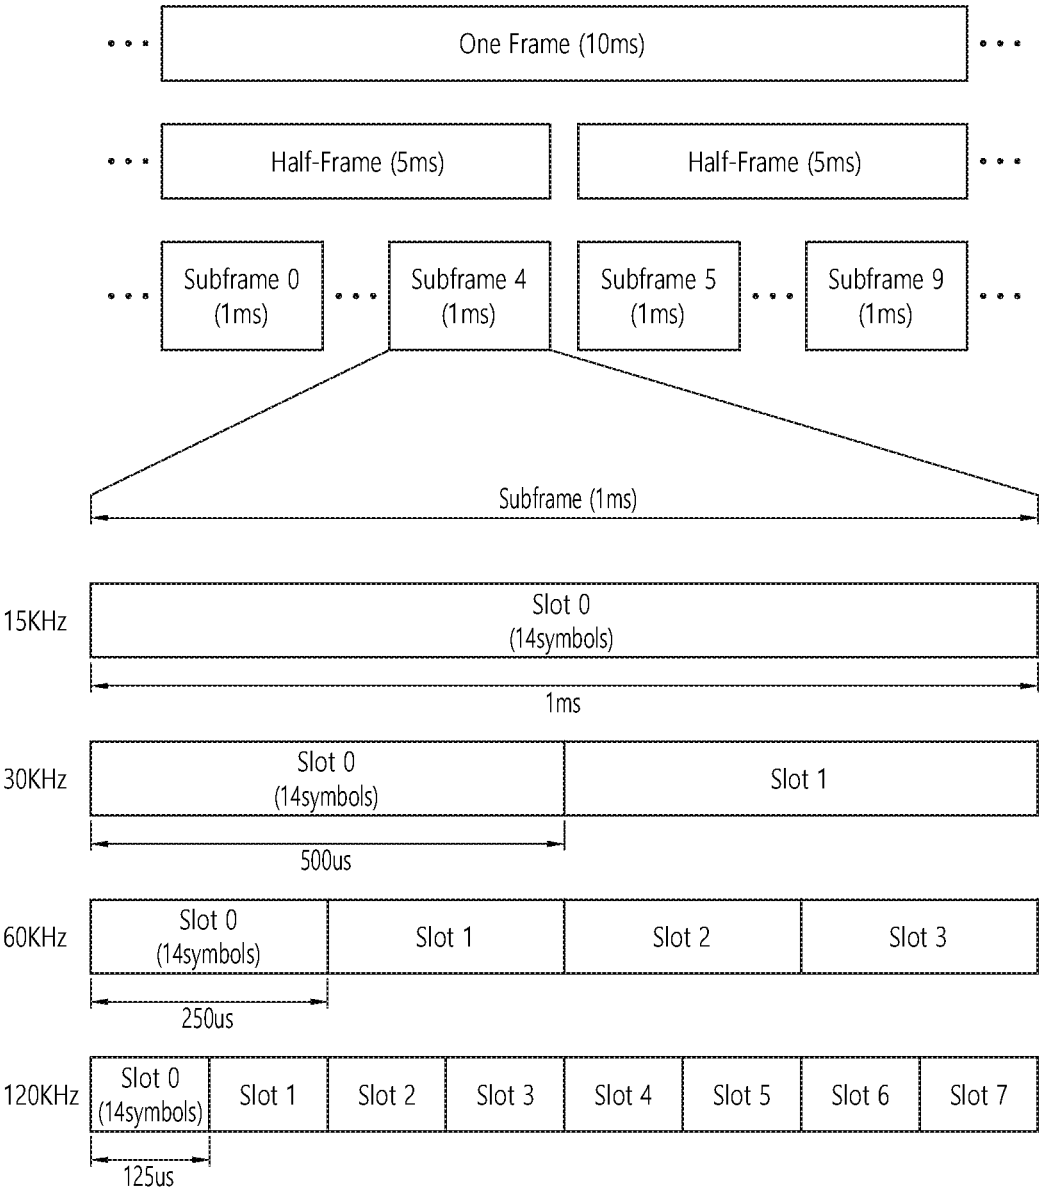 One Frame (10ms)
Half-Frame (5ms)
Half-Frame (5ms)
Subframe 0
(1ms)
Subframe 4
(1ms)
Subframe 5
(1ms)
Subframe 9
(1ms)
Subframe (1ms)
15KHz
Slot 0
(14symbols)
1ms
30KHz
Slot 0
(14symbols)
Slot 1
500us
60KHz
Slot 0
(14symbols)
Slot 1
Slot 2
Slot 3
250us
120KHz
Slot 0
(14symbols)
Slot 1
Slot 2
Slot 3
Slot 4
Slot 5
Slot 6
Slot 7
125us